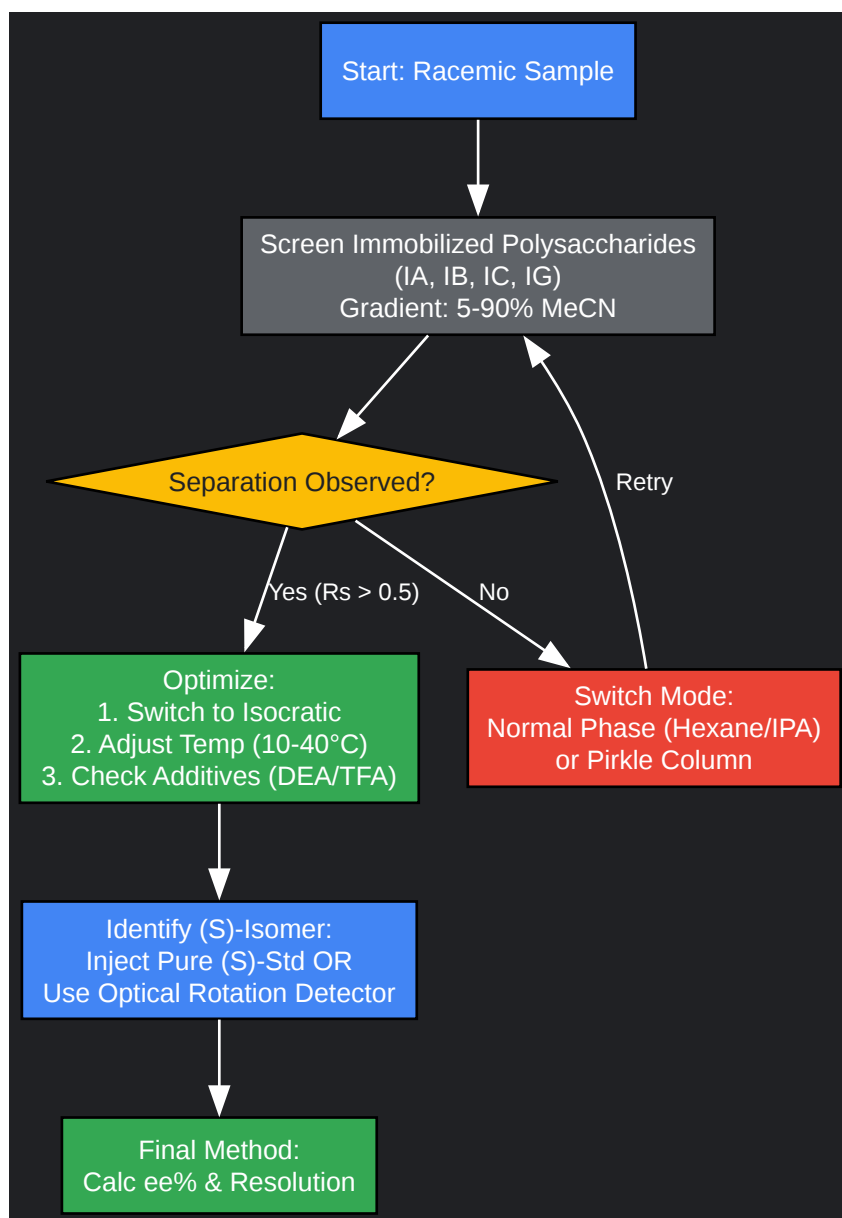 Start: Racemic Sample
Screen Immobilized Polysaccharides
(IA, IB, IC, IG)
Gradient: 5-90% MeCN
Separation Observed?
Retry
Yes (Rs > 0.5)
No
Optimize:
1. Switch to Isocratic
2. Adjust Temp (10-40°C)
3. Check Additives (DEA/TFA)
Switch Mode:
Normal Phase (Hexane/IPA)
or Pirkle Column
Identify (S)-Isomer:
Inject Pure (S)-Std OR
Use Optical Rotation Detector
Final Method:
Calc ee% & Resolution